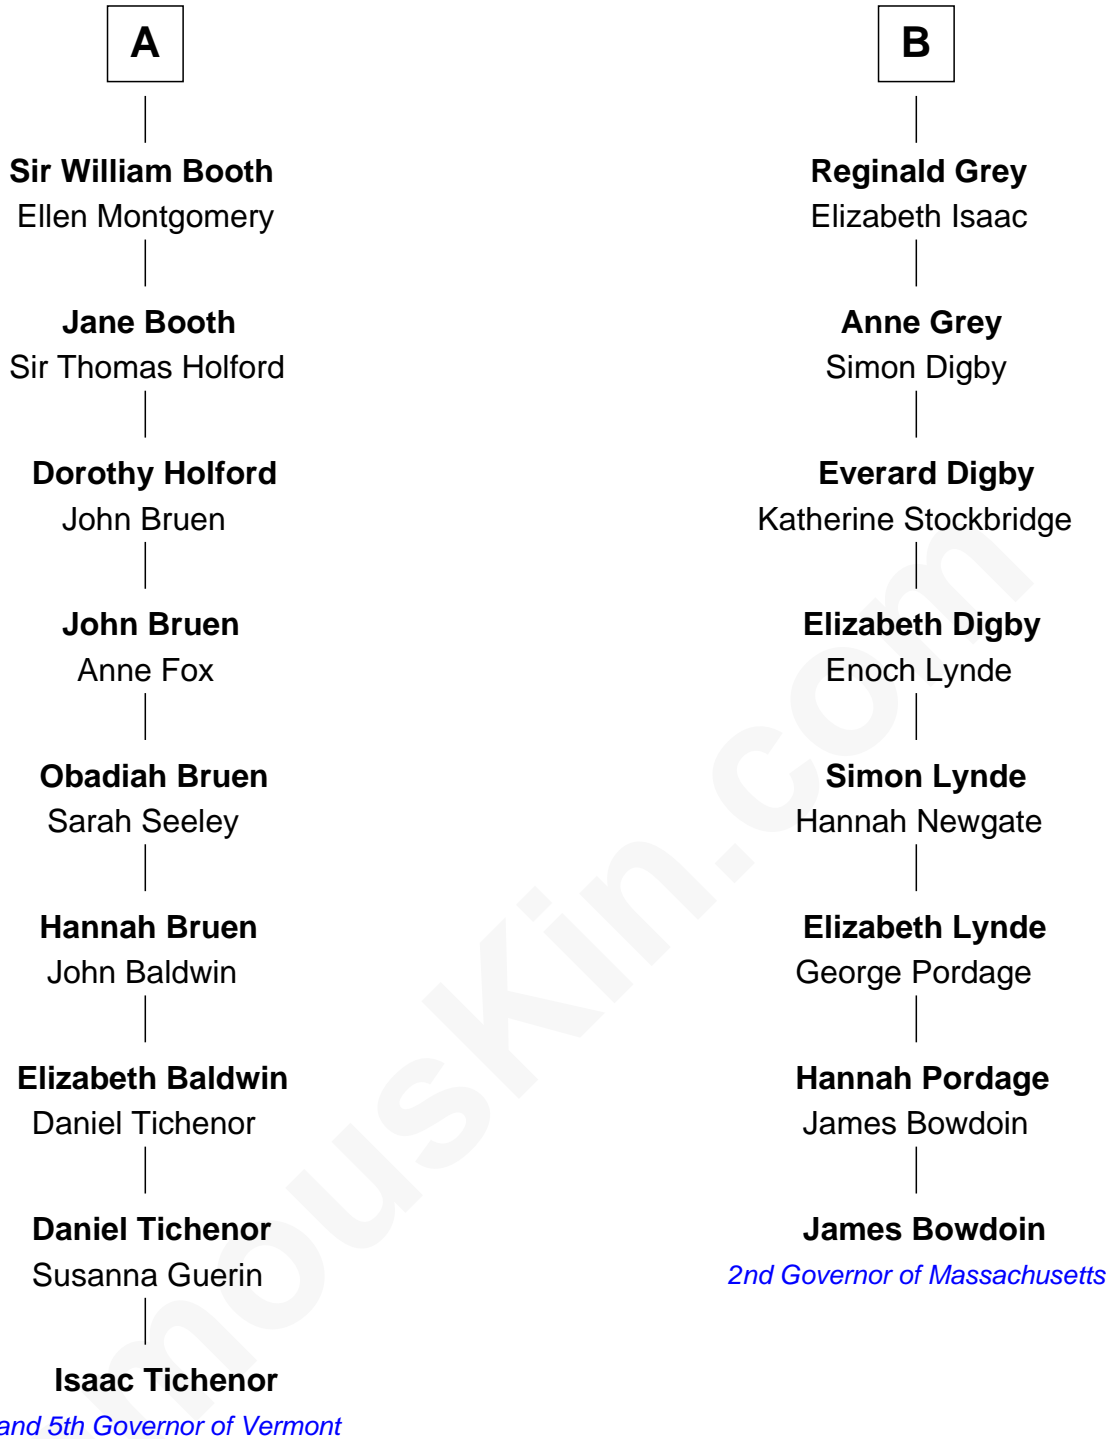 A
Sir William Booth
Ellen Montgomery
Jane Booth
Sir Thomas Holford
Dorothy Holford
John Bruen
John Bruen
Anne Fox
Obadiah Bruen
Sarah Seeley
Hannah Bruen
John Baldwin
Elizabeth Baldwin
Daniel Tichenor
Daniel Tichenor
Susanna Guerin
Isaac Tichenor
and 5th Governor of Vermont
B
Reginald Grey
Elizabeth Isaac
Anne Grey
Simon Digby
Everard Digby
Katherine Stockbridge
Elizabeth Digby
Enoch Lynde
Simon Lynde
Hannah Newgate
Elizabeth Lynde
George Pordage
Hannah Pordage
James Bowdoin
James Bowdoin
2nd Governor of Massachusetts
mousKin.com